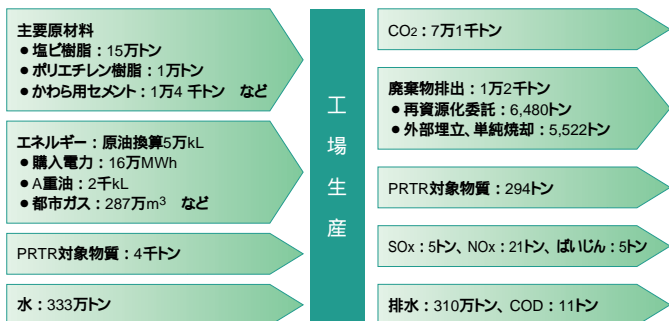 主要原材料
● 塩ビ樹脂：15万トン
● ポリエチレン樹脂：1万トン
● かわら用セメント：1万4 千トン　など
エネルギー：原油換算5万kL
● 購入電力：16万MWh
● A重油：2千kL
● 都市ガス：287万m³　など
PRTR対象物質：4千トン
水：333万トン
工場生産
CO₂：7万1千トン
廃棄物排出：1万2千トン
● 再資源化委託：6,480トン
● 外部埋立、単純焼却：5,522トン
PRTR対象物質：294トン
SOx：5トン、NOx：21トン、ばいじん：5トン
排水：310万トン、COD：11トン